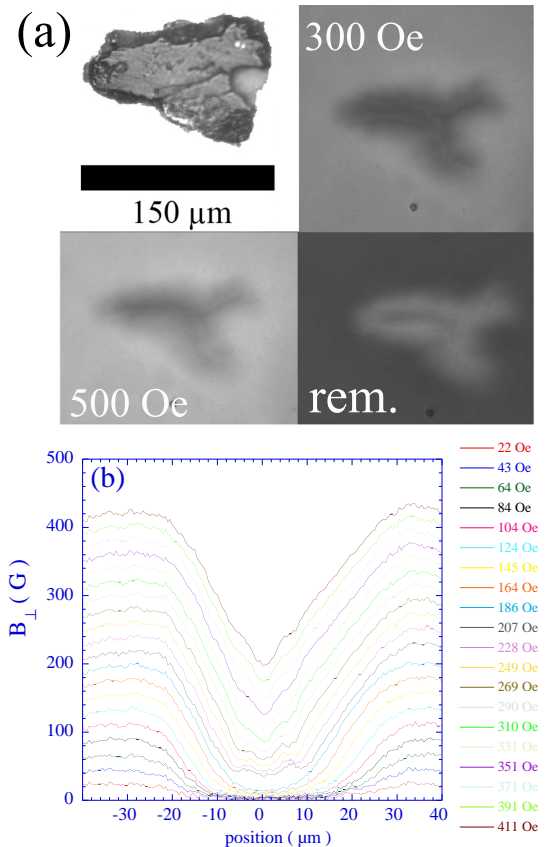 (a)
300 Oe
150 µm
500 Oe
rem.
(b)
500
400
300
200
100
0
B⊥ ( G )
-30 -20 -10 0 10 20 30 40
position ( µm )
22 Oe
43 Oe
64 Oe
84 Oe
104 Oe
124 Oe
145 Oe
164 Oe
186 Oe
207 Oe
228 Oe
249 Oe
269 Oe
290 Oe
310 Oe
331 Oe
351 Oe
371 Oe
391 Oe
411 Oe